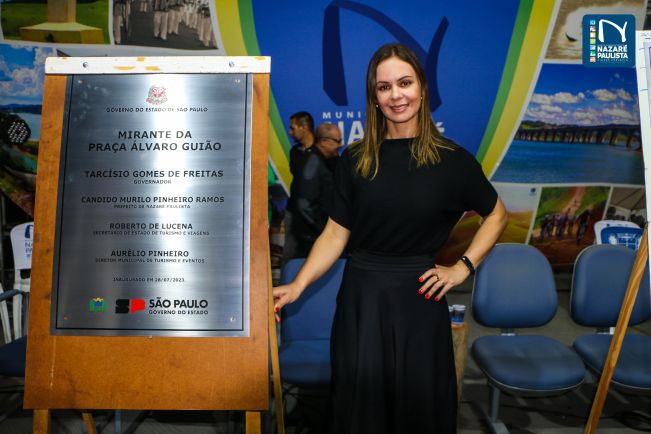 GOVERNO DO ESTADO DE SÃO PAULO
MIRANTE DA
PRAÇA ÁLVARO GUIÃO
TARCÍSIO GOMES DE FREITAS
GOVERNADOR
CANDIDO MURILO PINHEIRO RAMOS
PREFEITO DE NAZARÉ PAULISTA
ROBERTO DE LUCENA
SECRETÁRIO DE ESTADO DE TURISMO E VIAGENS
AURÉLIO PINHEIRO
DIRETOR MUNICIPAL DE TURISMO E EVENTOS
INAUGURADO EM 28/07/2023.
SP
SÃO PAULO
GOVERNO DO ESTADO
MUNI
NAZARÉ
PAULISTA